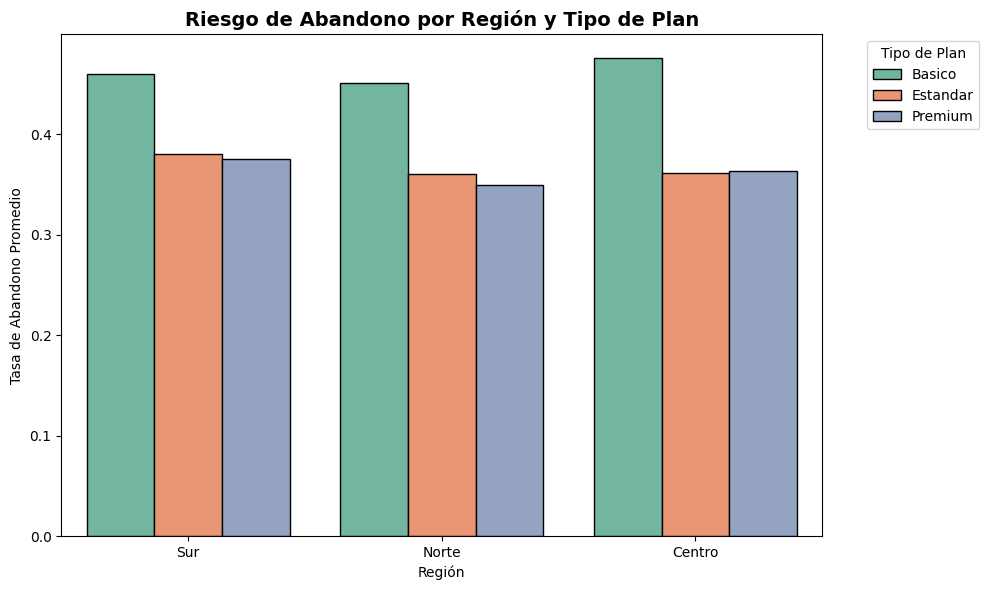 Riesgo de Abandono por Región y Tipo de Plan
Tipo de Plan
Basico
Estandar
Premium
Tasa de Abandono Promedio
0.4
0.3
0.2
0.1
0.0
Sur
Norte
Centro
Región